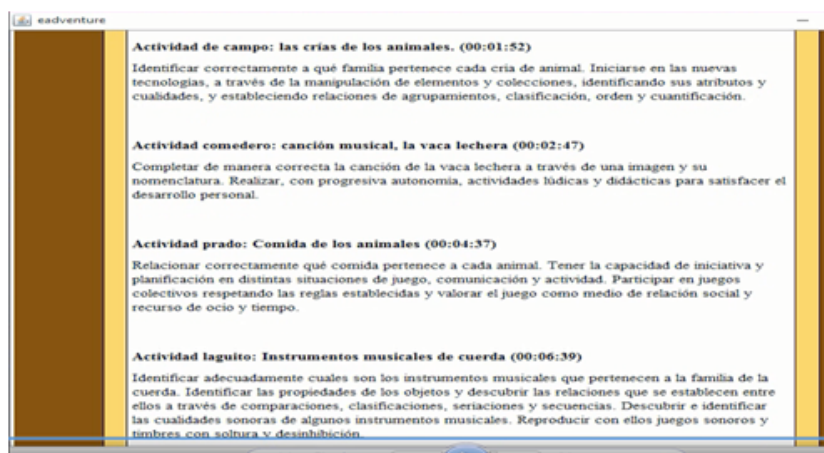 eadventure
Actividad de campo: las crías de los animales. (00:01:52)
Identificar correctamente a qué familia pertenece cada cria de animal. Iniciarse en las nuevas
tecnologías, a través de la manipulación de elementos y colecciones, identificando sus atributos y
cualidades, y estableciendo relaciones de agrupamientos, clasificación, orden y cuantificación.
Actividad comedero: canción musical, la vaca lechera (00:02:47)
Completar de manera correcta la canción de la vaca lechera a través de una imagen y su
nomenclatura. Realizar, con progresiva autonomía, actividades lúdicas y didácticas para satisfacer el
desarrollo personal.
Actividad prado: Comida de los animales (00:04:37)
Relacionar correctamente qué comida pertenece a cada animal. Tener la capacidad de iniciativa y
planificación en distintas situaciones de juego, comunicación y actividad. Participar en juegos
colectivos respetando las reglas establecidas y valorar el juego como medio de relación social y
recurso de ocio y tiempo.
Actividad laguito: Instrumentos musicales de cuerda (00:06:39)
Identificar adecuadamente cuales son los instrumentos musicales que pertenecen a la familia de la
cuerda. Identificar las propiedades de los objetos y descubrir las relaciones que se establecen entre
ellos a través de comparaciones, clasificaciones, seriaciones y secuencias. Descubrir e identificar
las cualidades sonoras de algunos instrumentos musicales. Reproducir con ellos juegos sonoros y
timbres con soltura y desinhibición.